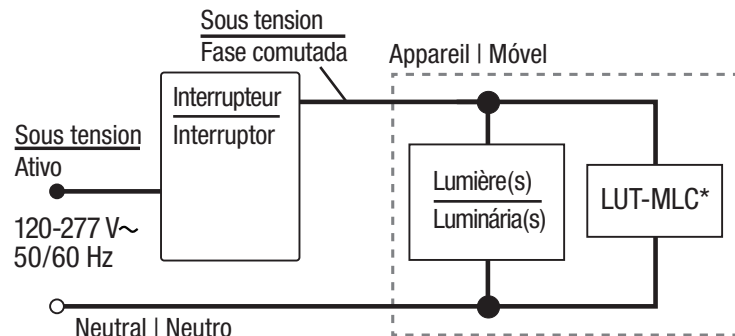 Sous tension
Fase comutada
Appareil | Móvel
Interrupteur
Interruptor
Sous tension
Ativo
120-277 V~
50/60 Hz
Lumière(s)
Luminária(s)
LUT-MLC*
Neutral | Neutro